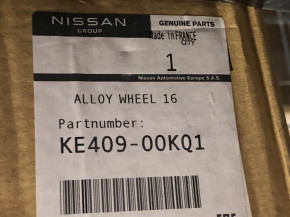 NISSAN
GROUP
GENUINE PARTS
Made in FRANCE
QTY
1
Nissan Automotive Europe S.A.S.
ALLOY WHEEL 16
Partnumber:
KE409-00KQ1